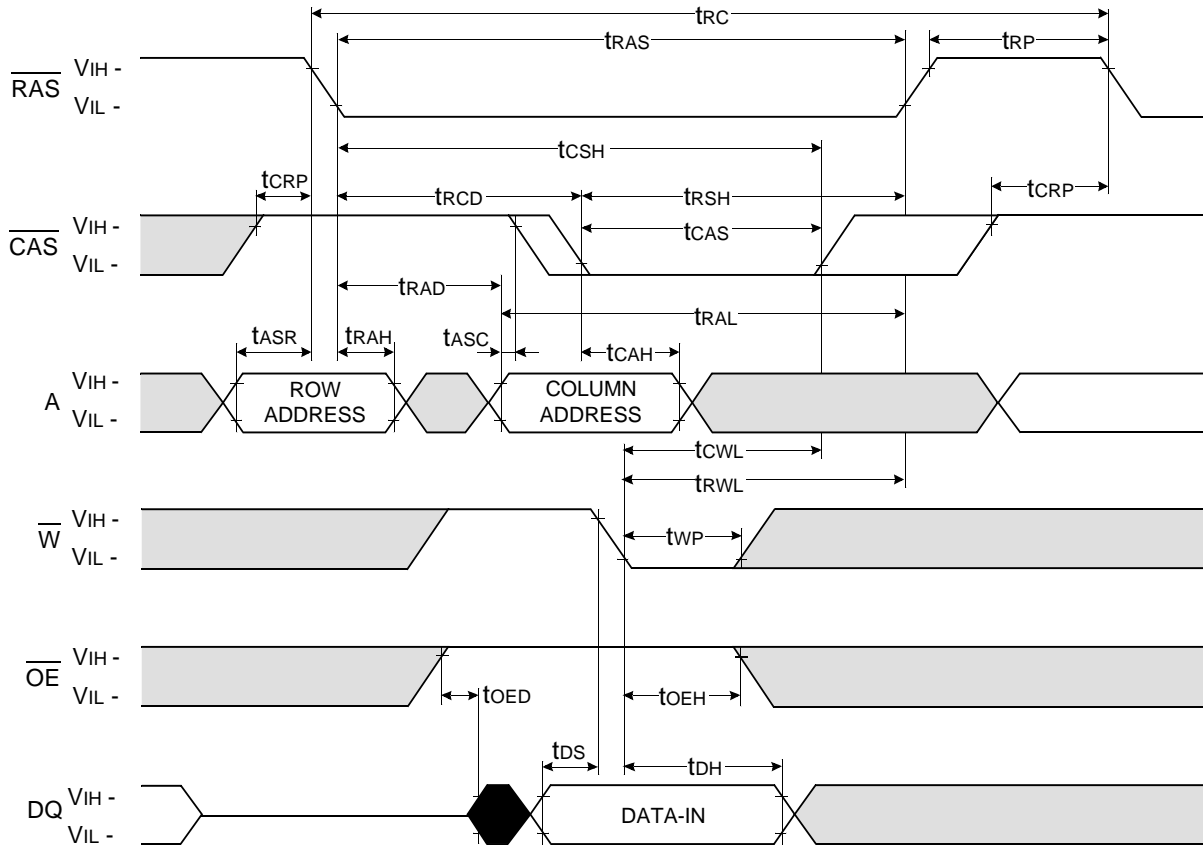 tRC
tRAS
tRP
RAS
VIH -
VIL -
tCSH
tCRP
tRCD
tRSH
tCRP
CAS
VIH -
VIL -
tCAS
tRAD
tRAL
tASR
tRAH
tASC
tCAH
A
VIH -
VIL -
ROW
ADDRESS
COLUMN
ADDRESS
tCWL
tRWL
W
VIH -
VIL -
tWP
OE
VIH -
VIL -
tOED
tOEH
tDS
tDH
DQ
VIH -
VIL -
DATA-IN